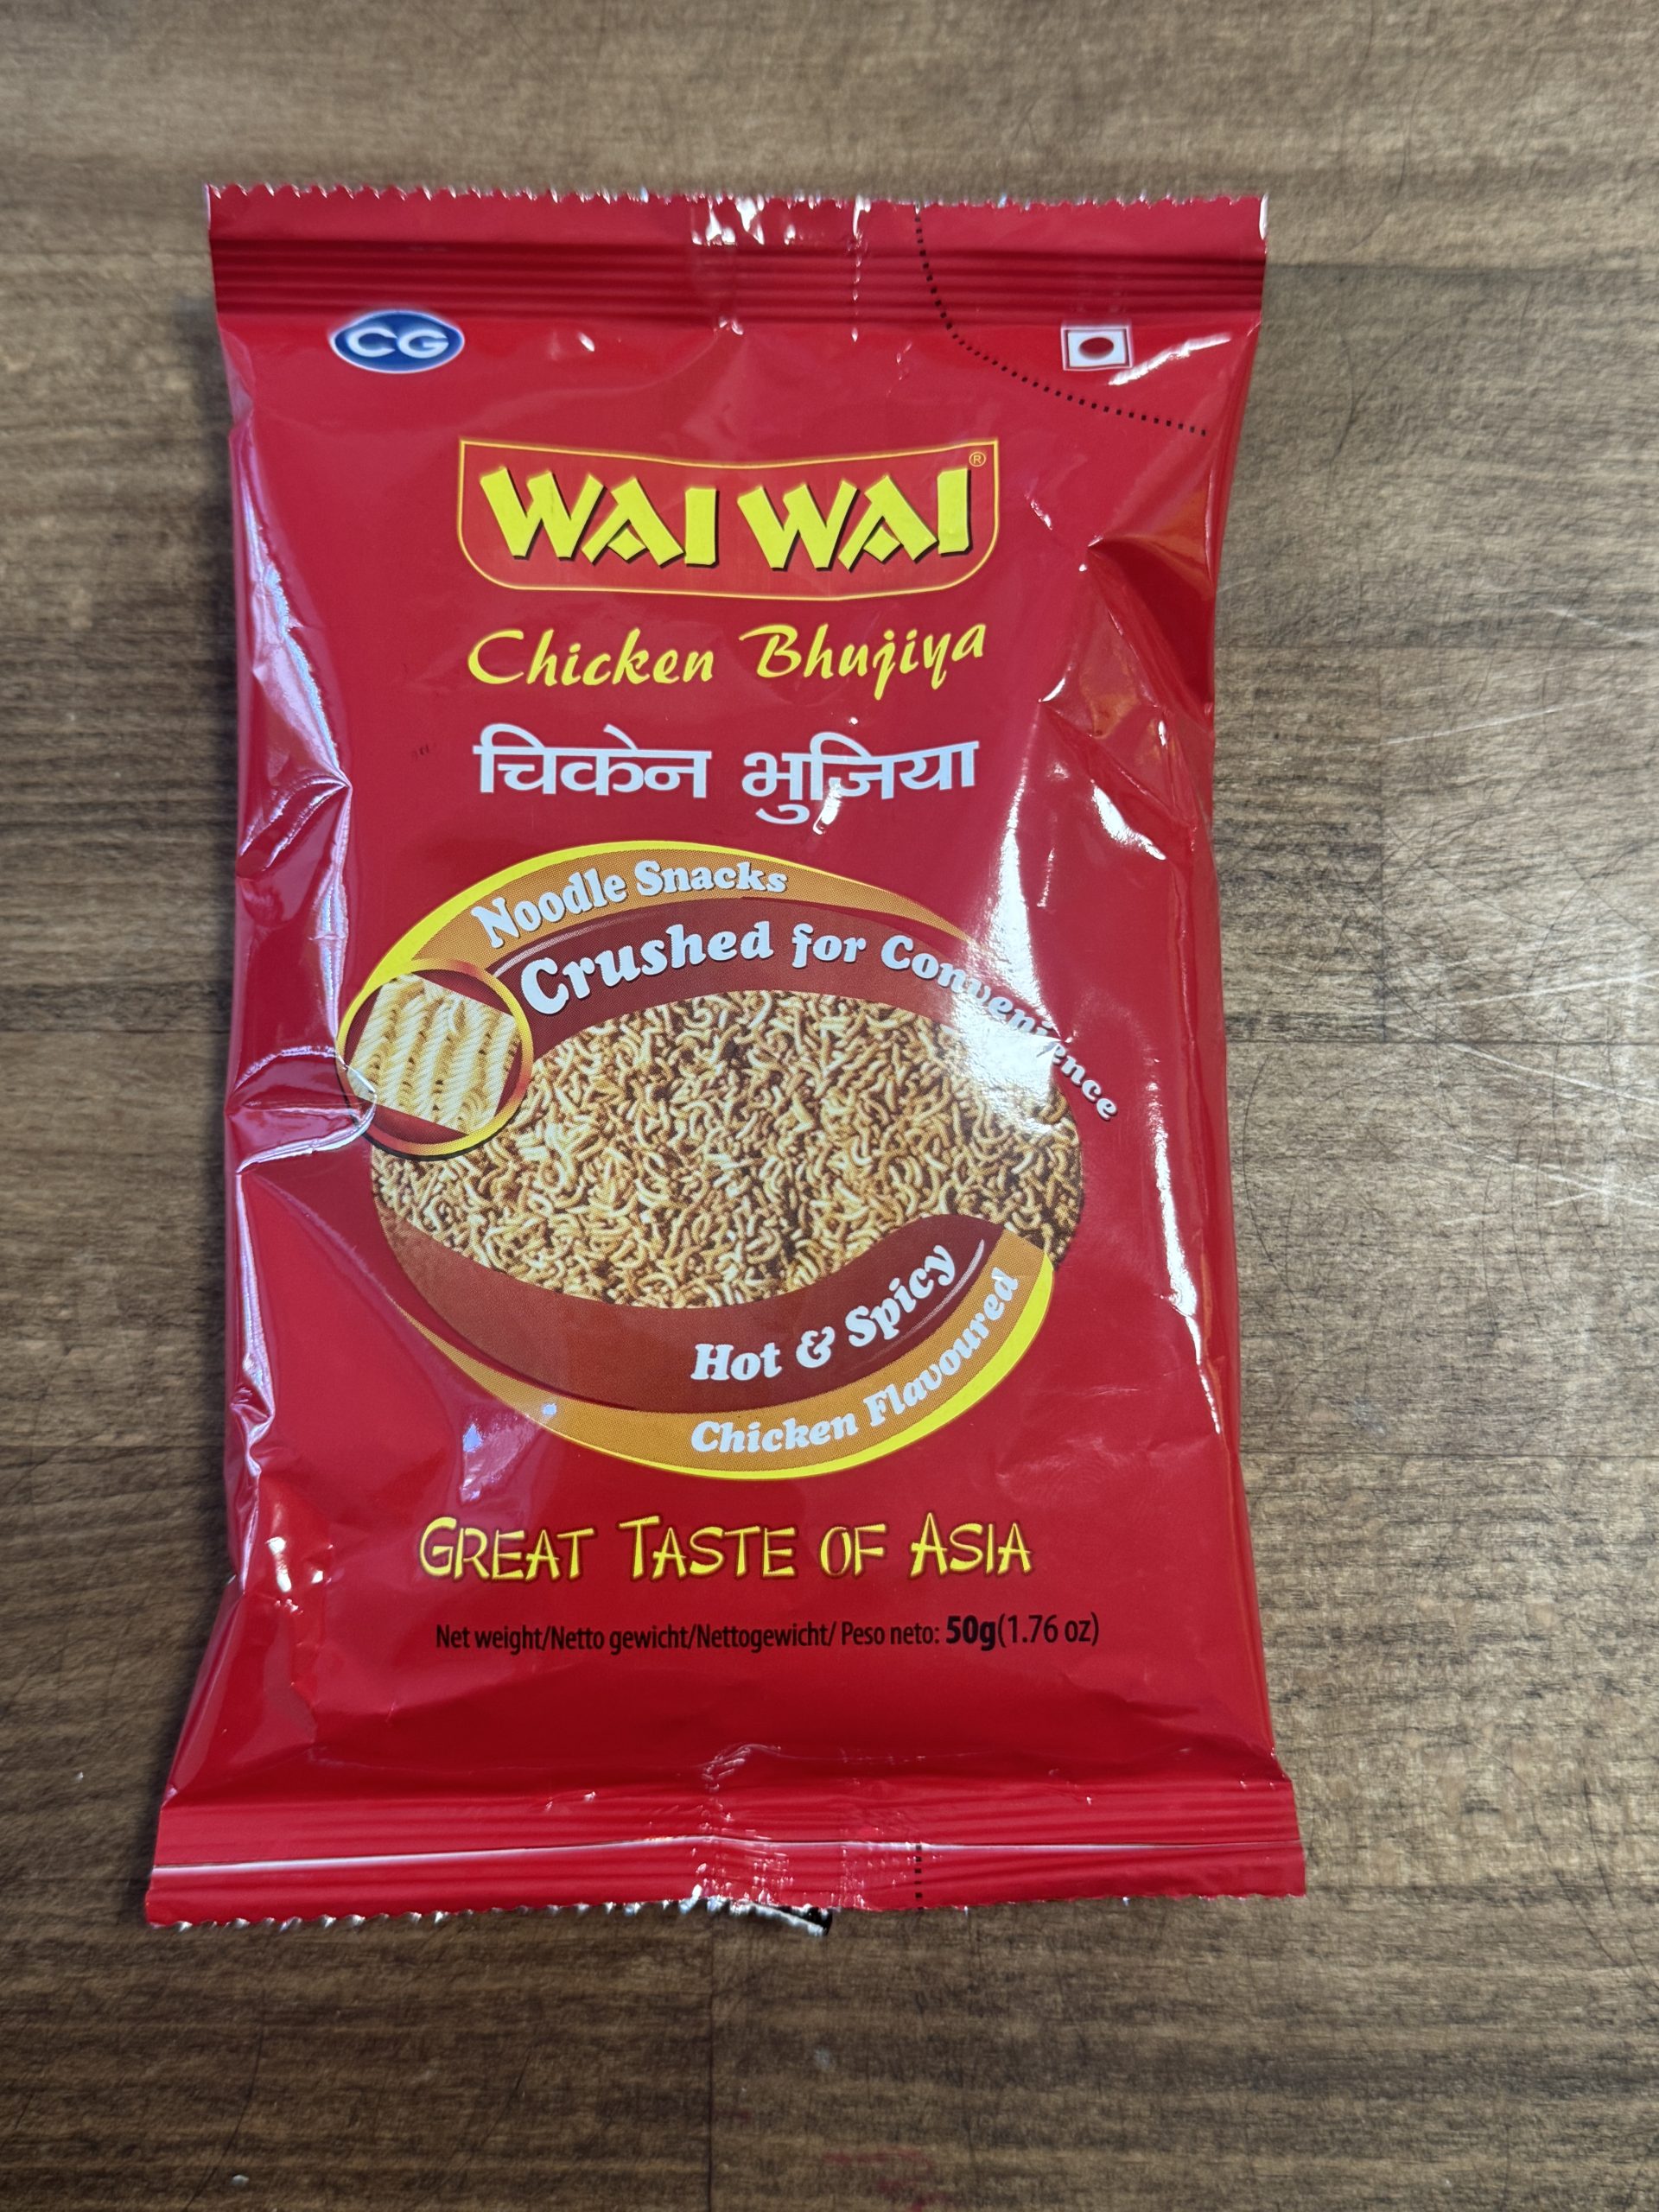 CG
WAI WAI®
Chicken Bhujiya
चिकेन भुजिया
Noodle Snacks
Crushed for Convenience
Hot & Spicy
Chicken Flavoured
GREAT TASTE OF ASIA
Net weight/Netto gewicht/Nettogewicht/ Peso neto: 50g(1.76 oz)